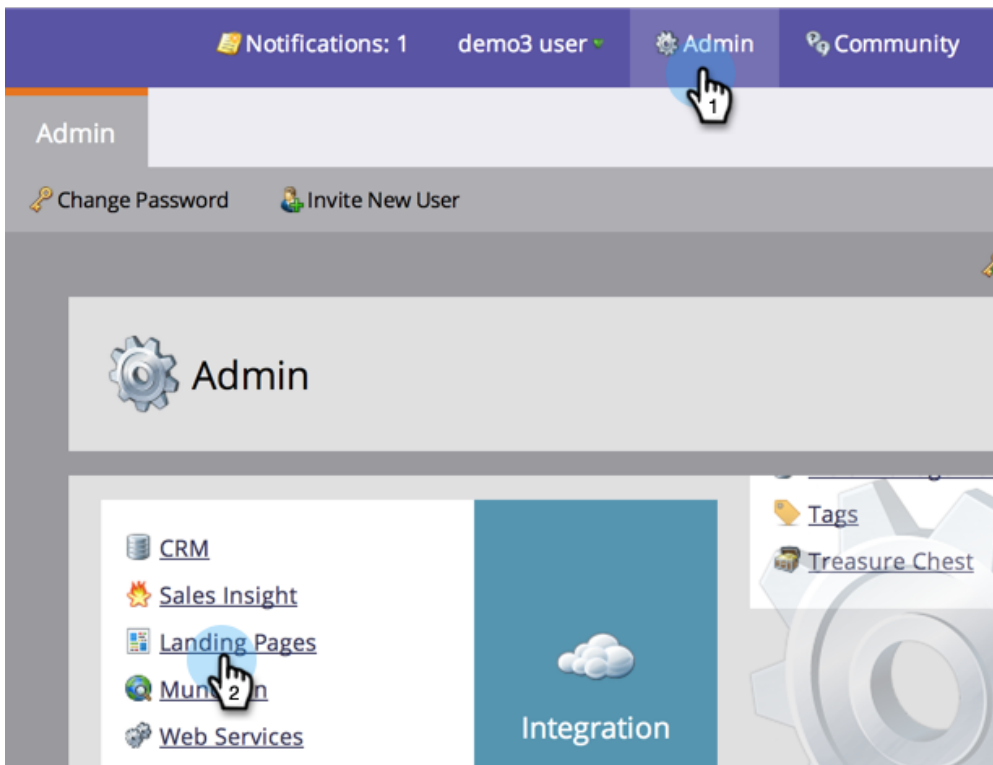 Notifications: 1 demo3 user Admin Community
1
Admin
Change Password Invite New User
Admin
Tags
Treasure Chest
CRM
Sales Insight
Landing Pages
2
Web Services
Integration